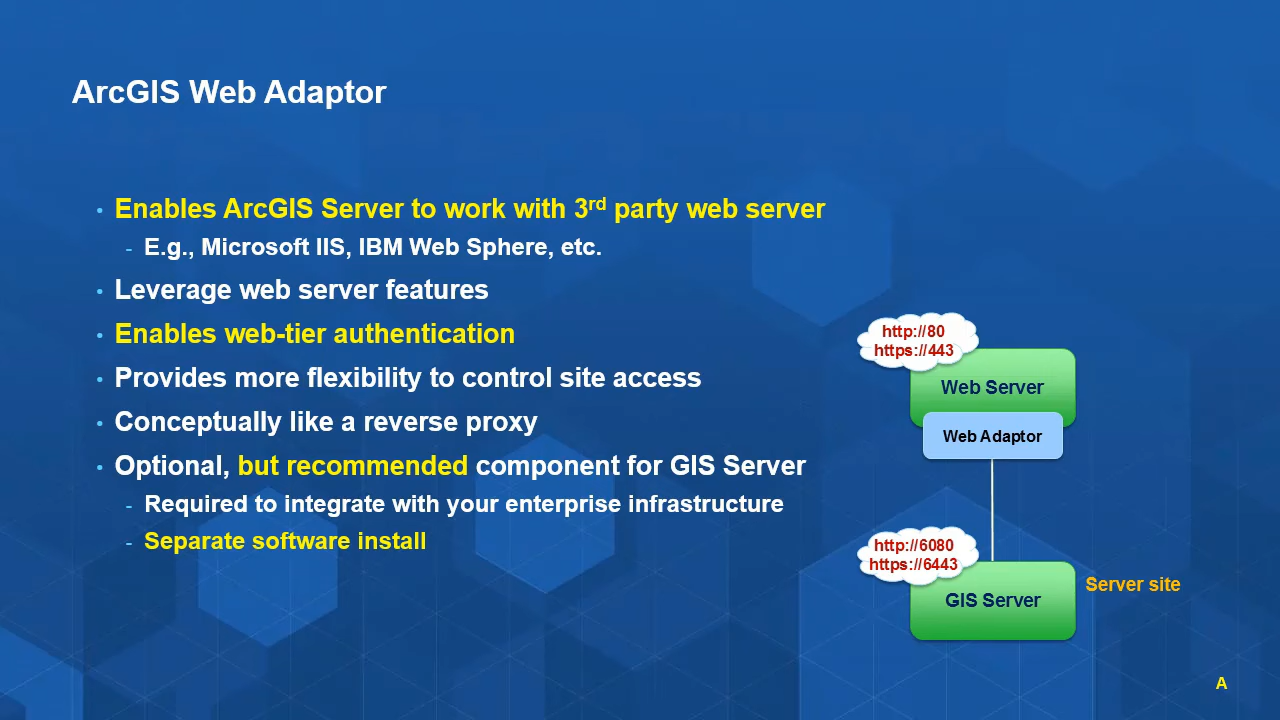 ArcGIS Web Adaptor
• Enables ArcGIS Server to work with 3rd party web server
- E.g., Microsoft IIS, IBM Web Sphere, etc.
• Leverage web server features
• Enables web-tier authentication
• Provides more flexibility to control site access
• Conceptually like a reverse proxy
• Optional, but recommended component for GIS Server
- Required to integrate with your enterprise infrastructure
- Separate software install
http://80
https://443
Web Server
Web Adaptor
http://6080
https://6443
GIS Server
Server site
A